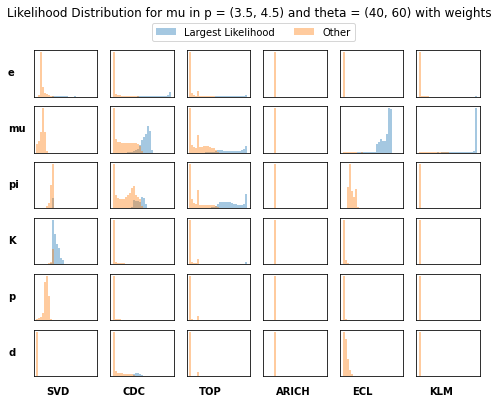 Likelihood Distribution for mu in p = (3.5, 4.5) and theta = (40, 60) with weights
Largest Likelihood Other
e
mu
pi
K
p
d
SVD CDC TOP ARICH ECL KLM